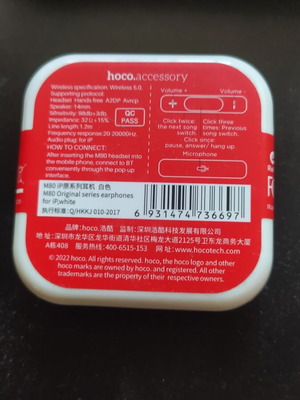 hoco.accessory
Wireless specification: Wireless 5.0.
Supporting protocol:
Headset Hands free A2DP Avrcp
Speaker: 14mm.
Sensitivity: 98db±3db.
Impedance: 32Ω±15%
Line length: 1.2m
Frequency response: 20-20000Hz.
Audio plug: for iP
QC
PASS
HOW TO CONNECT:
After inserting the M80 headset into
the mobile phone, connect to BT
conveniently through the pop up
interface.
Volume +
Volume -
Click twice:
the next song
switch.
Click three
times: Previous
song switch.
Click once:
pause, answer/ hang up
Microphone
M80 iP原系列耳机 白色
M80 Original series earphones
for iP,white
执行标准: Q/HKKJ 010-2017
6 931474 736697
品牌: hoco.浩酷 监制: 深圳浩酷科技发展有限公司
地址: 深圳市龙华区龙华街道清华社区梅龙大道2125号卫东龙商务大厦
A栋408 服务热线: 400-6515-153 网址: www.hocotech.com
© 2022 hoco. All rights reserved. hoco, the hoco logo and other
hoco marks are owned by hoco. and registered. All other
trademarks are the property of their respective owners.